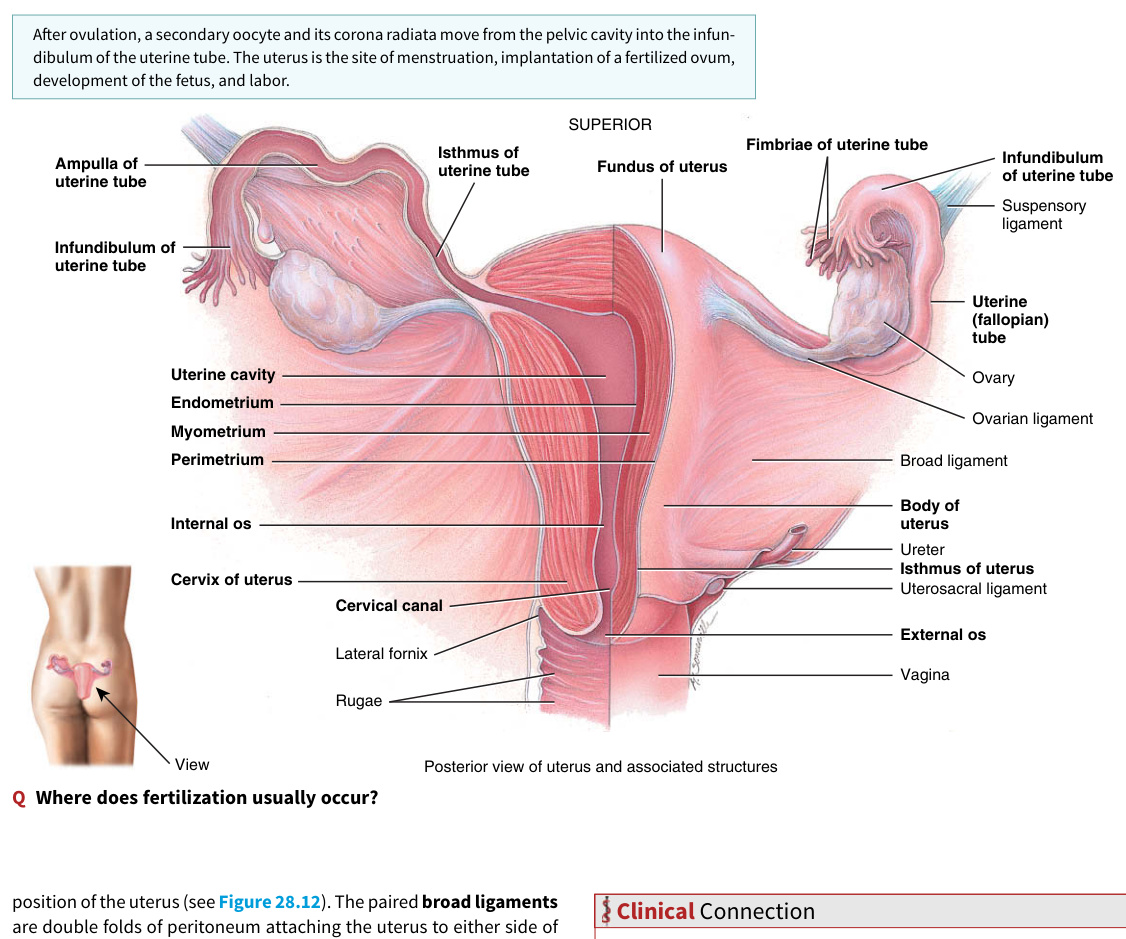 After ovulation, a secondary oocyte and its corona radiata move from the pelvic cavity into the infun-
dibulum of the uterine tube. The uterus is the site of menstruation, implantation of a fertilized ovum,
development of the fetus, and labor.
SUPERIOR
Ampulla of
uterine tube
Isthmus of
uterine tube
Fundus of uterus
Fimbriae of uterine tube
Infundibulum
of uterine tube
Suspensory
ligament
Infundibulum of
uterine tube
Uterine
(fallopian)
tube
Ovary
Ovarian ligament
Uterine cavity
Endometrium
Myometrium
Perimetrium
Broad ligament
Internal os
Body of
uterus
Ureter
Isthmus of uterus
Uterosacral ligament
Cervix of uterus
Cervical canal
External os
Lateral fornix
Vagina
Rugae
View
Posterior view of uterus and associated structures
Q Where does fertilization usually occur?
position of the uterus (see Figure 28.12). The paired broad ligaments
are double folds of peritoneum attaching the uterus to either side of
Clinical Connection